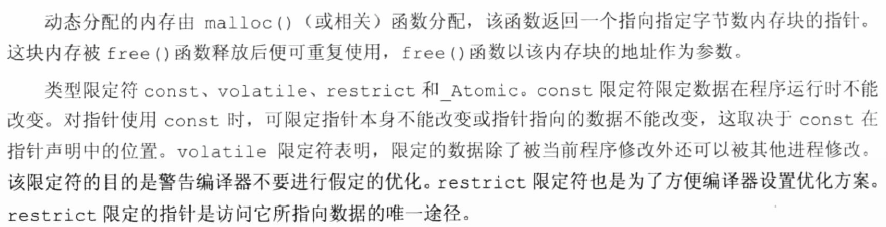 动态分配的内存由 malloc()（或相关）函数分配，该函数返回一个指向指定字节数内存块的指针。
这块内存被 free()函数释放后便可重复使用，free()函数以该内存块的地址作为参数。
类型限定符 const、volatile、restrict 和_Atomic。const 限定符限定数据在程序运行时不能
改变。对指针使用 const 时，可限定指针本身不能改变或指针指向的数据不能改变，这取决于 const 在
指针声明中的位置。volatile 限定符表明，限定的数据除了被当前程序修改外还可以被其他进程修改。
该限定符的目的是警告编译器不要进行假定的优化。restrict 限定符也是为了方便编译器设置优化方案。
restrict 限定的指针是访问它所指向数据的唯一途径。